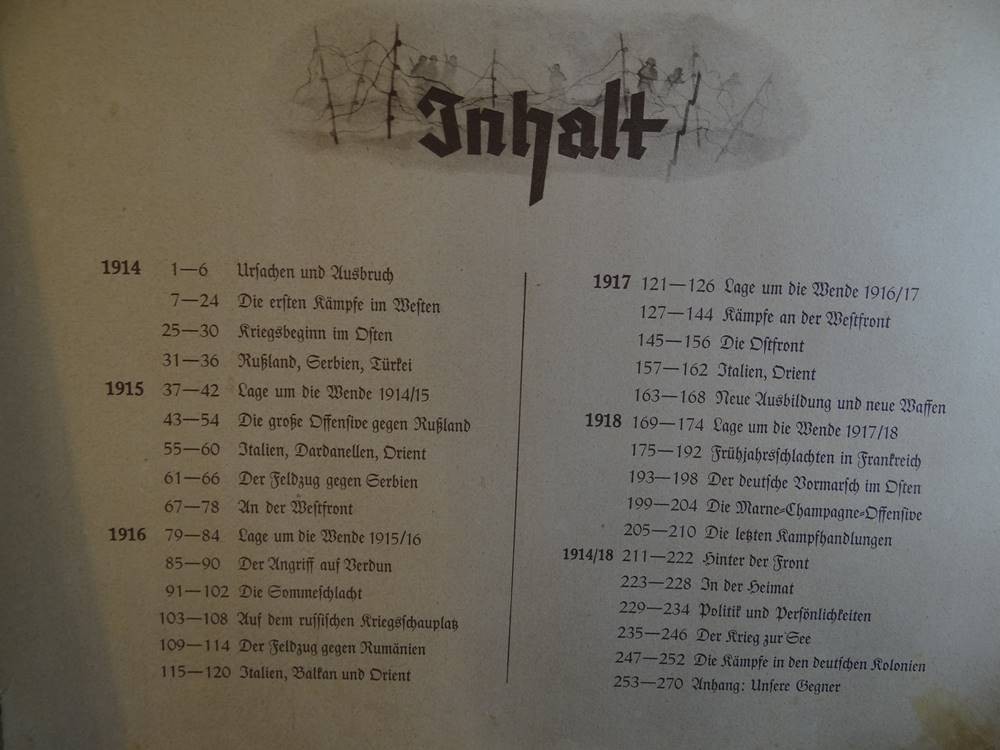 Inhalt
1914 1—6 Urſachen und Ausbruch
7—24 Die erſten Kämpfe im Weſten
25—30 Kriegsbeginn im Oſten
31—36 Rußland, Serbien, Türkei
1915 37—42 Lage um die Wende 1914/15
43—54 Die große Offenſive gegen Rußland
55—60 Italien, Dardanellen, Orient
61—66 Der Feldzug gegen Serbien
67—78 An der Weſtfront
1916 79—84 Lage um die Wende 1915/16
85—90 Der Angriff auf Verdun
91—102 Die Sommeſchlacht
103—108 Auf dem ruſſiſchen Kriegsſchauplatz
109—114 Der Feldzug gegen Rumänien
115—120 Italien, Balkan und Orient
1917 121—126 Lage um die Wende 1916/17
127—144 Kämpfe an der Weſtfront
145—156 Die Oſtfront
157—162 Italien, Orient
163—168 Neue Ausbildung und neue Waffen
1918 169—174 Lage um die Wende 1917/18
175—192 Frühjahrsſchlachten in Frankreich
193—198 Der deutſche Vormarſch im Oſten
199—204 Die Marne-Champagne-Offenſive
205—210 Die letzten Kampfhandlungen
1914/18 211—222 Hinter der Front
223—228 In der Heimat
229—234 Politik und Perſönlichkeiten
235—246 Der Krieg zur See
247—252 Die Kämpfe in den deutſchen Kolonien
253—270 Anhang: Unſere Gegner